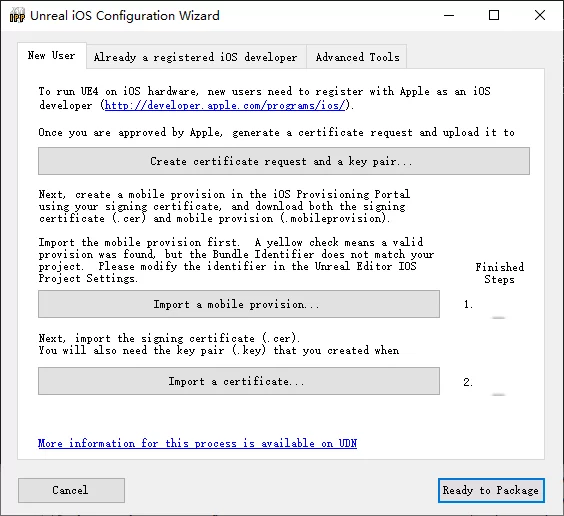 Unreal iOS Configuration Wizard
New User
Already a registered iOS developer
Advanced Tools
To run UE4 on iOS hardware, new users need to register with Apple as an iOS
developer (http://developer.apple.com/programs/ios/).
Once you are approved by Apple, generate a certificate request and upload it to
Create certificate request and a key pair...
Next, create a mobile provision in the iOS Provisioning Portal
using your signing certificate, and download both the signing
certificate (.cer) and mobile provision (.mobileprovision).
Import the mobile provision first.  A yellow check means a valid
provision was found, but the Bundle Identifier does not match your
project.  Please modify the identifier in the Unreal Editor IOS
Project Settings.
Finished
Steps
Import a mobile provision...
1.
Next, import the signing certificate (.cer).
You will also need the key pair (.key) that you created when
Import a certificate...
2.
More information for this process is available on UDN
Cancel
Ready to Package